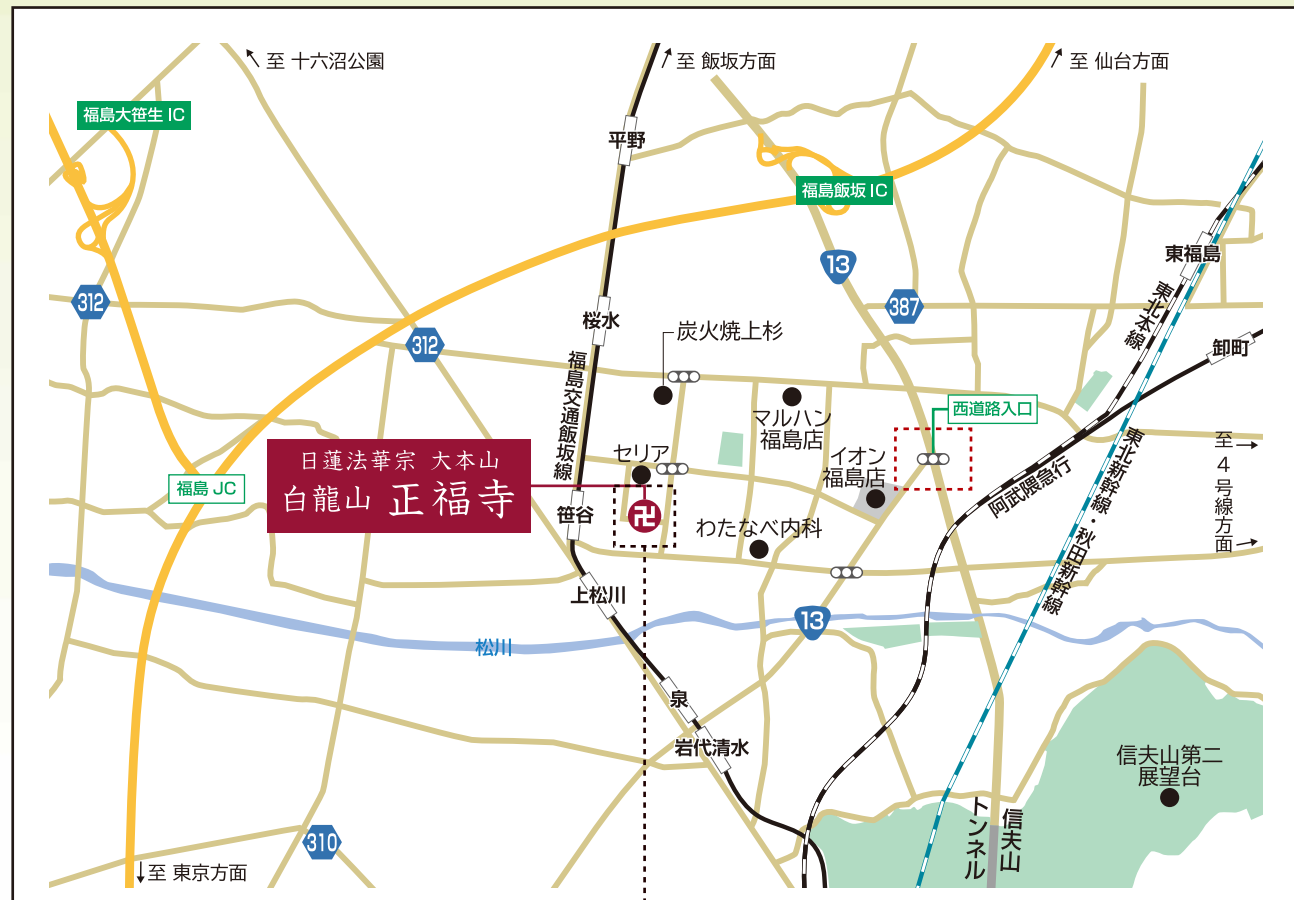 至 十六沼公園
至 飯坂方面
至 仙台方面
福島大笹生 IC
平野
福島飯坂 IC
東福島
13
312
387
東北本線
桜水
炭火焼上杉
312
卸町
福島交通飯坂線
マルハン
福島店
西道路入口
至 4号線方面
日蓮法華宗 大本山
白龍山 正福寺
セリア
イオン
福島店
福島 JC
阿武隈急行
東北新幹線・秋田新幹線
笹谷
卍
わたなべ内科
上松川
13
松川
泉
岩代清水
信夫山第二
展望台
信夫山
トンネル
310
至 東京方面